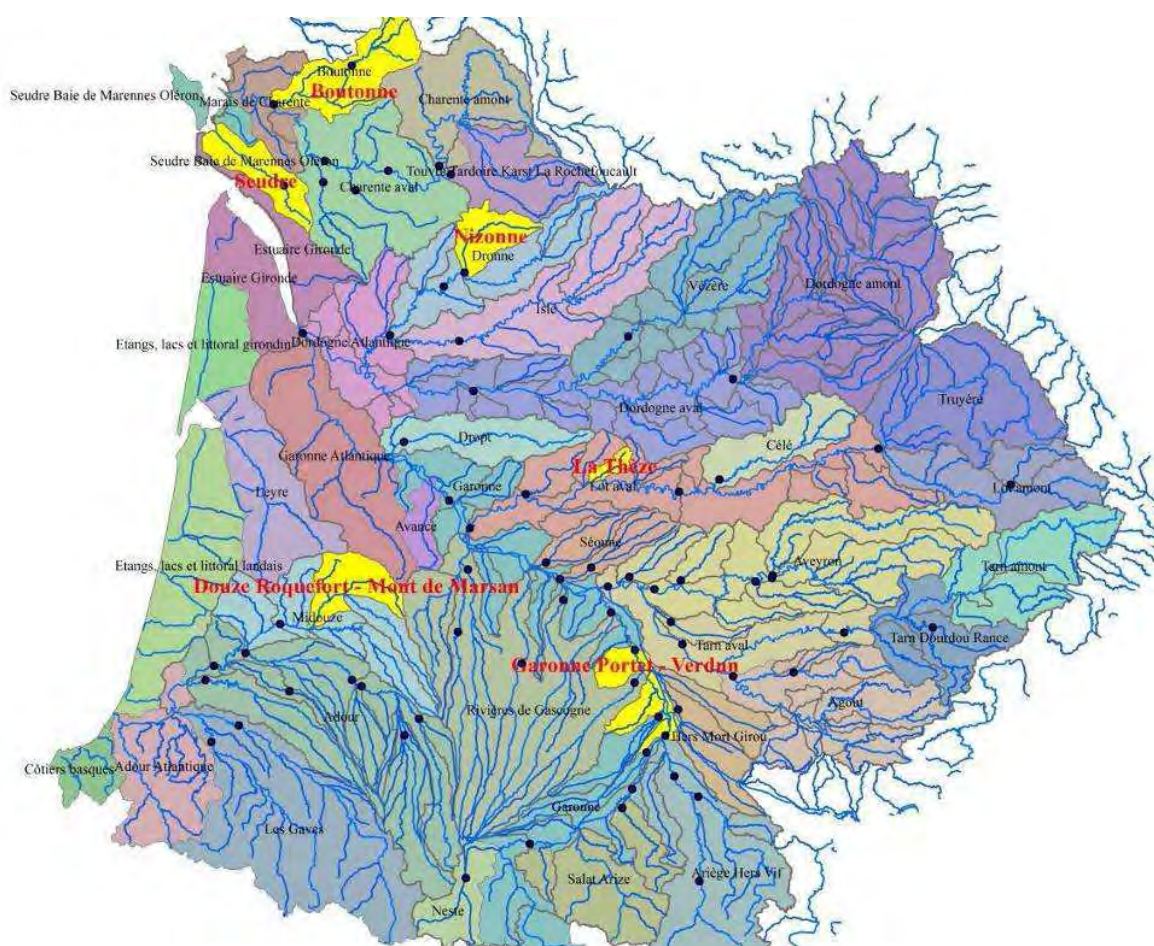 Boutonne
Boutonne
Seudre Baie de Marennes Oléron
Marais de Charente
Charente amont
Seudre Baie de Marennes Oléron
Seudre
Charente aval
Touvre Tardoire Karst La Rochefoucault
Nizonne
Dronne
Estuaire Gironde
Estuaire Gironde
Vézère
Dordogne amont
Isle
Etangs, lacs et littoral girondin
Dordogne Atlantique
Dordogne aval
Truyère
Dropt
Célé
Garonne Atlantique
La Thèze
Lot aval
Garonne
Leyre
Lot amont
Avance
Séoune
Etangs, lacs et littoral landais
Aveyron
Tarn amont
Douze Roquefort - Mont de Marsan
Midouze
Tarn aval
Tarn Dourdou Rance
Garonne Portet - Verdun
Adour
Rivières de Gascogne
Agout
Hers Mort Girou
Côtiers basques
Adour Atlantique
Garonne
Les Gaves
Salat Arize
Ariège Hers Vif
Neste